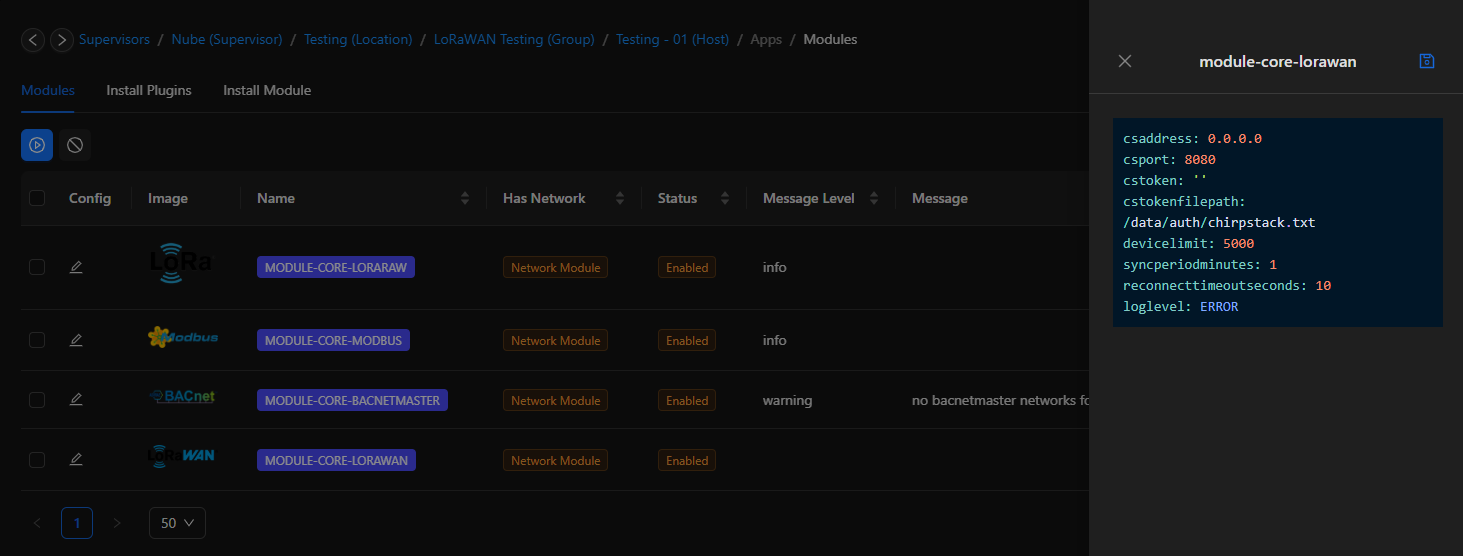 Supervisors / Nube (Supervisor) / Testing (Location) / LoRaWAN Testing (Group) / Testing - 01 (Host) / Apps / Modules
Modules Install Plugins Install Module
Config Image Name Has Network Status Message Level Message
LoRa MODULE-CORE-LORARAW Network Module Enabled info
Modbus MODULE-CORE-MODBUS Network Module Enabled info
BACnet MODULE-CORE-BACNETMASTER Network Module Enabled warning no bacnetmaster networks fo
LoRaWAN MODULE-CORE-LORAWAN Network Module Enabled
< 1 > 50
module-core-lorawan
csaddress: 0.0.0.0
csport: 8080
cstoken: ''
cstokenfilepath:
/data/auth/chirpstack.txt
devicelimit: 5000
syncperiodminutes: 1
reconnecttimeoutseconds: 10
loglevel: ERROR